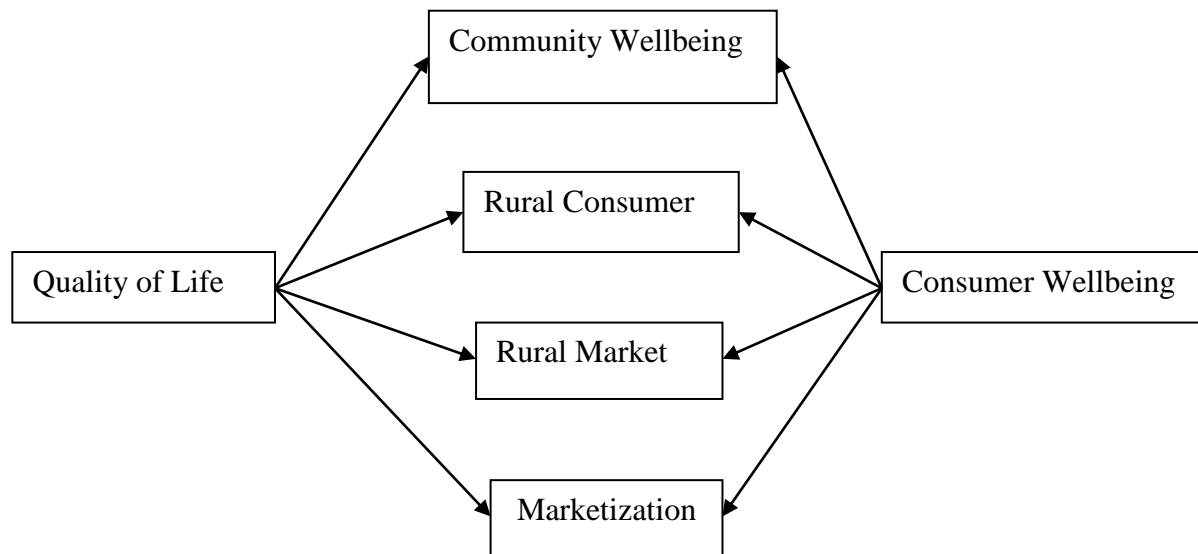 Community Wellbeing
Rural Consumer
Quality of Life
Consumer Wellbeing
Rural Market
Marketization